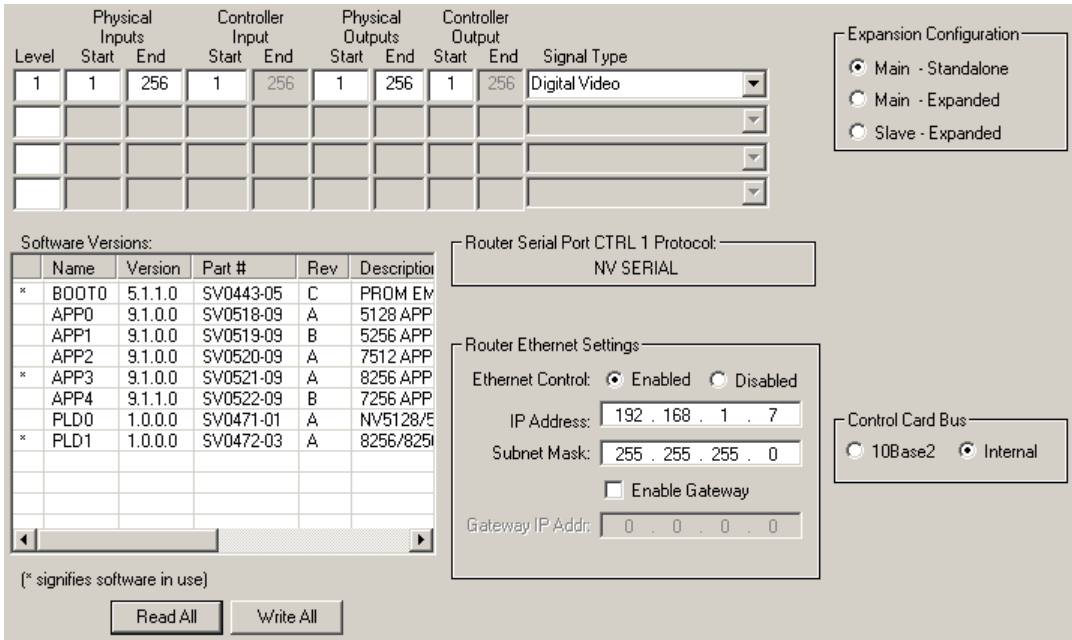 Physical Inputs
Controller Input
Physical Outputs
Controller Output
Level Start End Start End Start End Start End Signal Type
1 1 256 1 256 1 256 1 256 Digital Video
Expansion Configuration
Main - Standalone
Main - Expanded
Slave - Expanded
Software Versions:
Name Version Part # Rev Description
* BOOT0 5.1.1.0 SV0443-05 C PROM EM
APP0 9.1.0.0 SV0518-09 A 5128 APP
APP1 9.1.0.0 SV0519-09 B 5256 APP
APP2 9.1.0.0 SV0520-09 A 7512 APP
* APP3 9.1.0.0 SV0521-09 A 8256 APP
APP4 9.1.1.0 SV0522-09 B 7256 APP
PLD0 1.0.0.0 SV0471-01 A NV5128/5
* PLD1 1.0.0.0 SV0472-03 A 8256/825
(* signifies software in use)
Read All Write All
Router Serial Port CTRL 1 Protocol:
NV SERIAL
Router Ethernet Settings
Ethernet Control: Enabled Disabled
IP Address: 192 . 168 . 1 . 7
Subnet Mask: 255 . 255 . 255 . 0
Enable Gateway
Gateway IP Addr: 0 . 0 . 0 . 0
Control Card Bus
10Base2 Internal